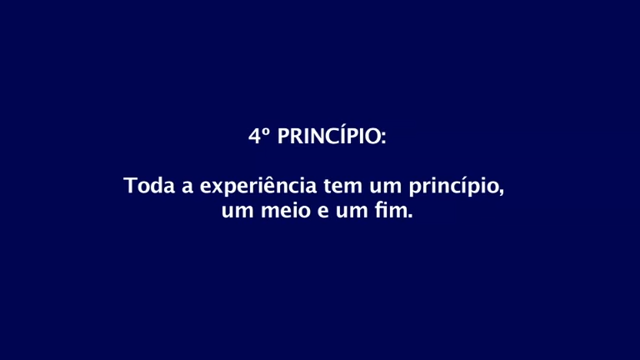 4º PRINCÍPIO:
Toda a experiência tem um princípio,
um meio e um fim.